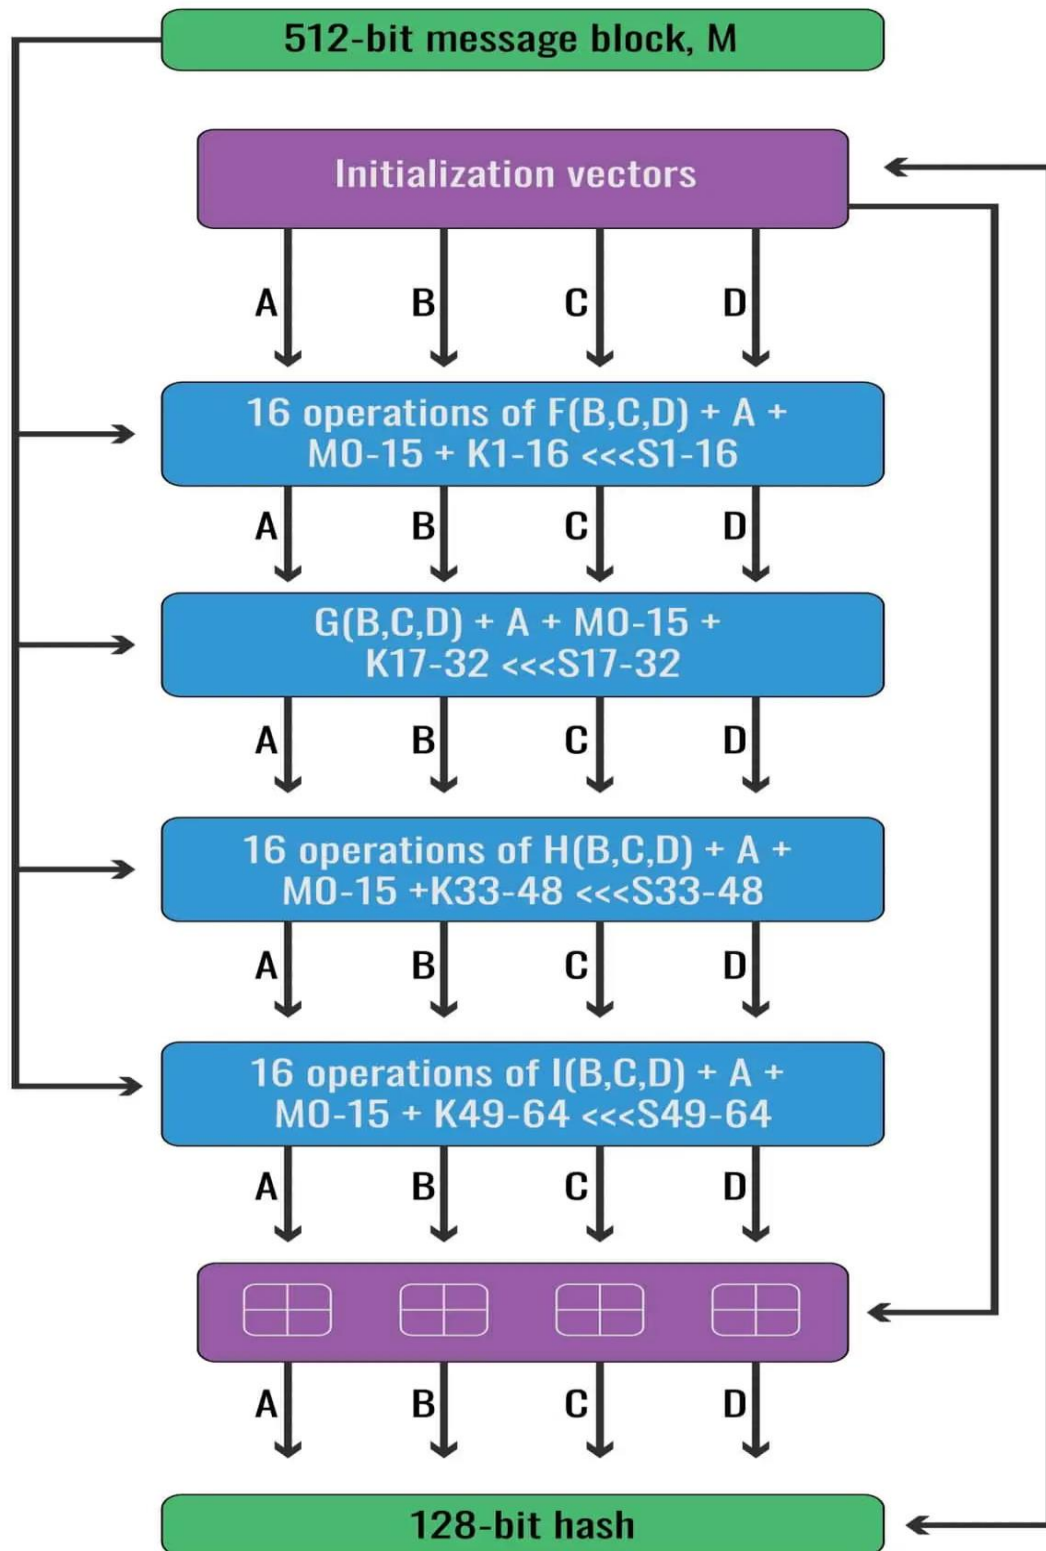 512-bit message block, M
Initialization vectors
A B C D
16 operations of F(B,C,D) + A +
M0-15 + K1-16 <<<S1-16
A B C D
G(B,C,D) + A + M0-15 +
K17-32 <<<S17-32
A B C D
16 operations of H(B,C,D) + A +
M0-15 +K33-48 <<<S33-48
A B C D
16 operations of I(B,C,D) + A +
M0-15 + K49-64 <<<S49-64
A B C D
A B C D
128-bit hash